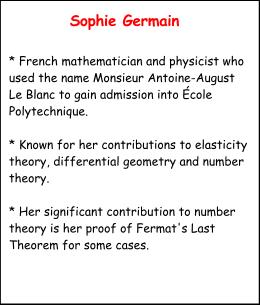 Sophie Germain
* French mathematician and physicist who
used the name Monsieur Antoine-August
Le Blanc to gain admission into École
Polytechnique.
* Known for her contributions to elasticity
theory, differential geometry and number
theory.
* Her significant contribution to number
theory is her proof of Fermat's Last
Theorem for some cases.